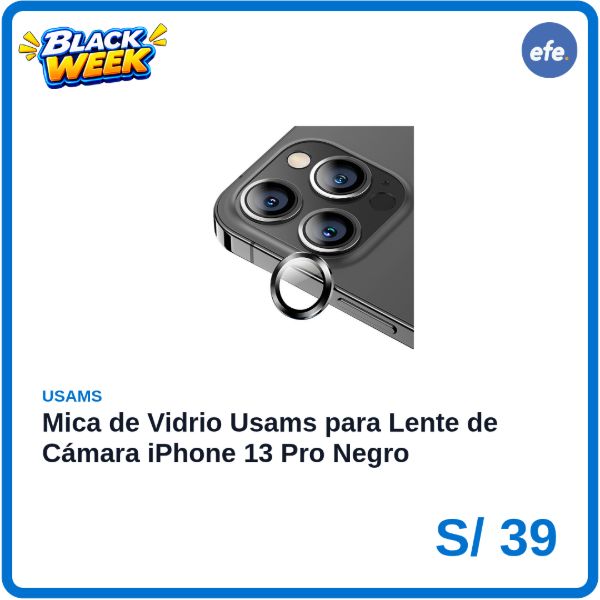 BLACK
WEEK
efe.
USAMS
Mica de Vidrio Usams para Lente de
Cámara iPhone 13 Pro Negro
S/ 39